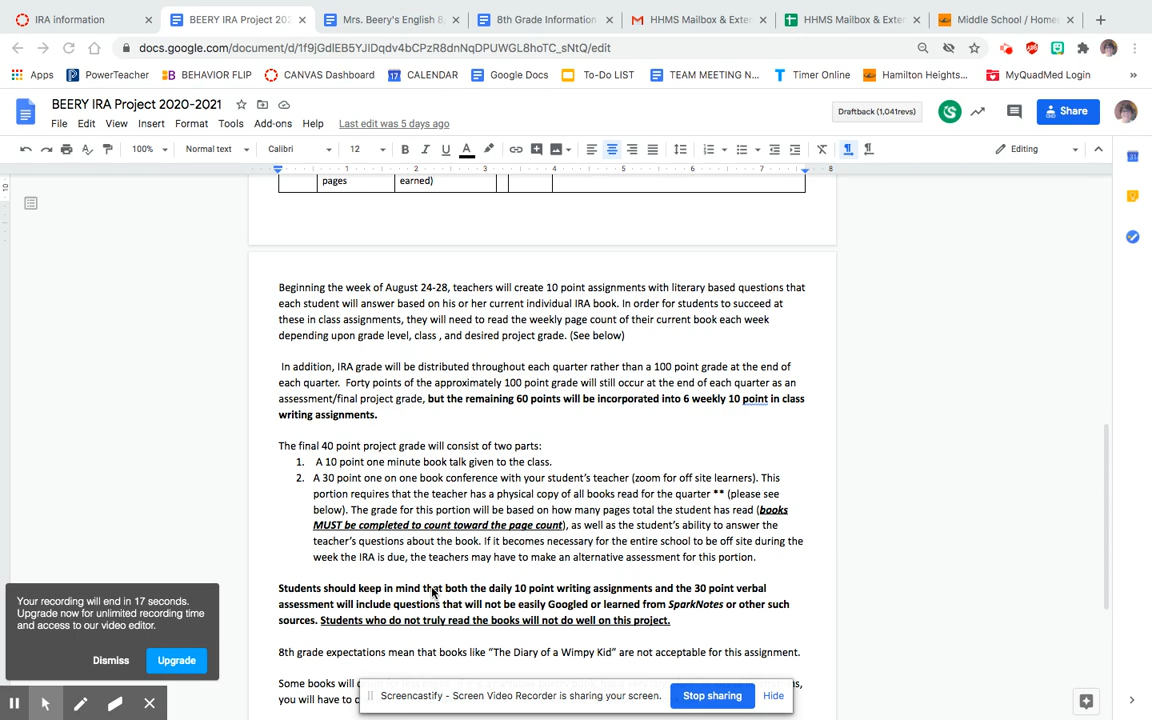 IRA information
BEERY IRA Project 202
Mrs. Beery's English 8
8th Grade Information
HHMS Mailbox & Exter
HHMS Mailbox & Exte
Middle School / Home
docs.google.com/document/d/1f9jGdIEB5YJIDqdv4bCPzR8dnNqDPUWGL8hoTC_sNtQ/edit
Apps PowerTeacher BEHAVIOR FLIP CANVAS Dashboard CALENDAR Google Docs To-Do LIST TEAM MEETING N... Timer Online Hamilton Heights... MyQuadMed Login »
BEERY IRA Project 2020-2021
Draftback (1,041revs)
Share
File Edit View Insert Format Tools Add-ons Help Last edit was 5 days ago
100% Normal text Calibri 12 B I U A Editing
1 2 3 4 5 6 7 8
pages earned)
Beginning the week of August 24-28, teachers will create 10 point assignments with literary based questions that
each student will answer based on his or her current individual IRA book. In order for students to succeed at
these in class assignments, they will need to read the weekly page count of their current book each week
depending upon grade level, class , and desired project grade. (See below)
In addition, IRA grade will be distributed throughout each quarter rather than a 100 point grade at the end of
each quarter. Forty points of the approximately 100 point grade will still occur at the end of each quarter as an
assessment/final project grade, but the remaining 60 points will be incorporated into 6 weekly 10 point in class
writing assignments.
The final 40 point project grade will consist of two parts:
1. A 10 point one minute book talk given to the class.
2. A 30 point one on one book conference with your student's teacher (zoom for off site learners). This
portion requires that the teacher has a physical copy of all books read for the quarter ** (please see
below). The grade for this portion will be based on how many pages total the student has read (books
MUST be completed to count toward the page count), as well as the student's ability to answer the
teacher's questions about the book. If it becomes necessary for the entire school to be off site during the
week the IRA is due, the teachers may have to make an alternative assessment for this portion.
Students should keep in mind that both the daily 10 point writing assignments and the 30 point verbal
assessment will include questions that will not be easily Googled or learned from SparkNotes or other such
sources. Students who do not truly read the books will not do well on this project.
8th grade expectations mean that books like "The Diary of a Wimpy Kid" are not acceptable for this assignment.
Some books will
you will have to
Your recording will end in 17 seconds.
Upgrade now for unlimited recording time
and access to our video editor.
Dismiss Upgrade
Screencastify - Screen Video Recorder is sharing your screen. Stop sharing Hide